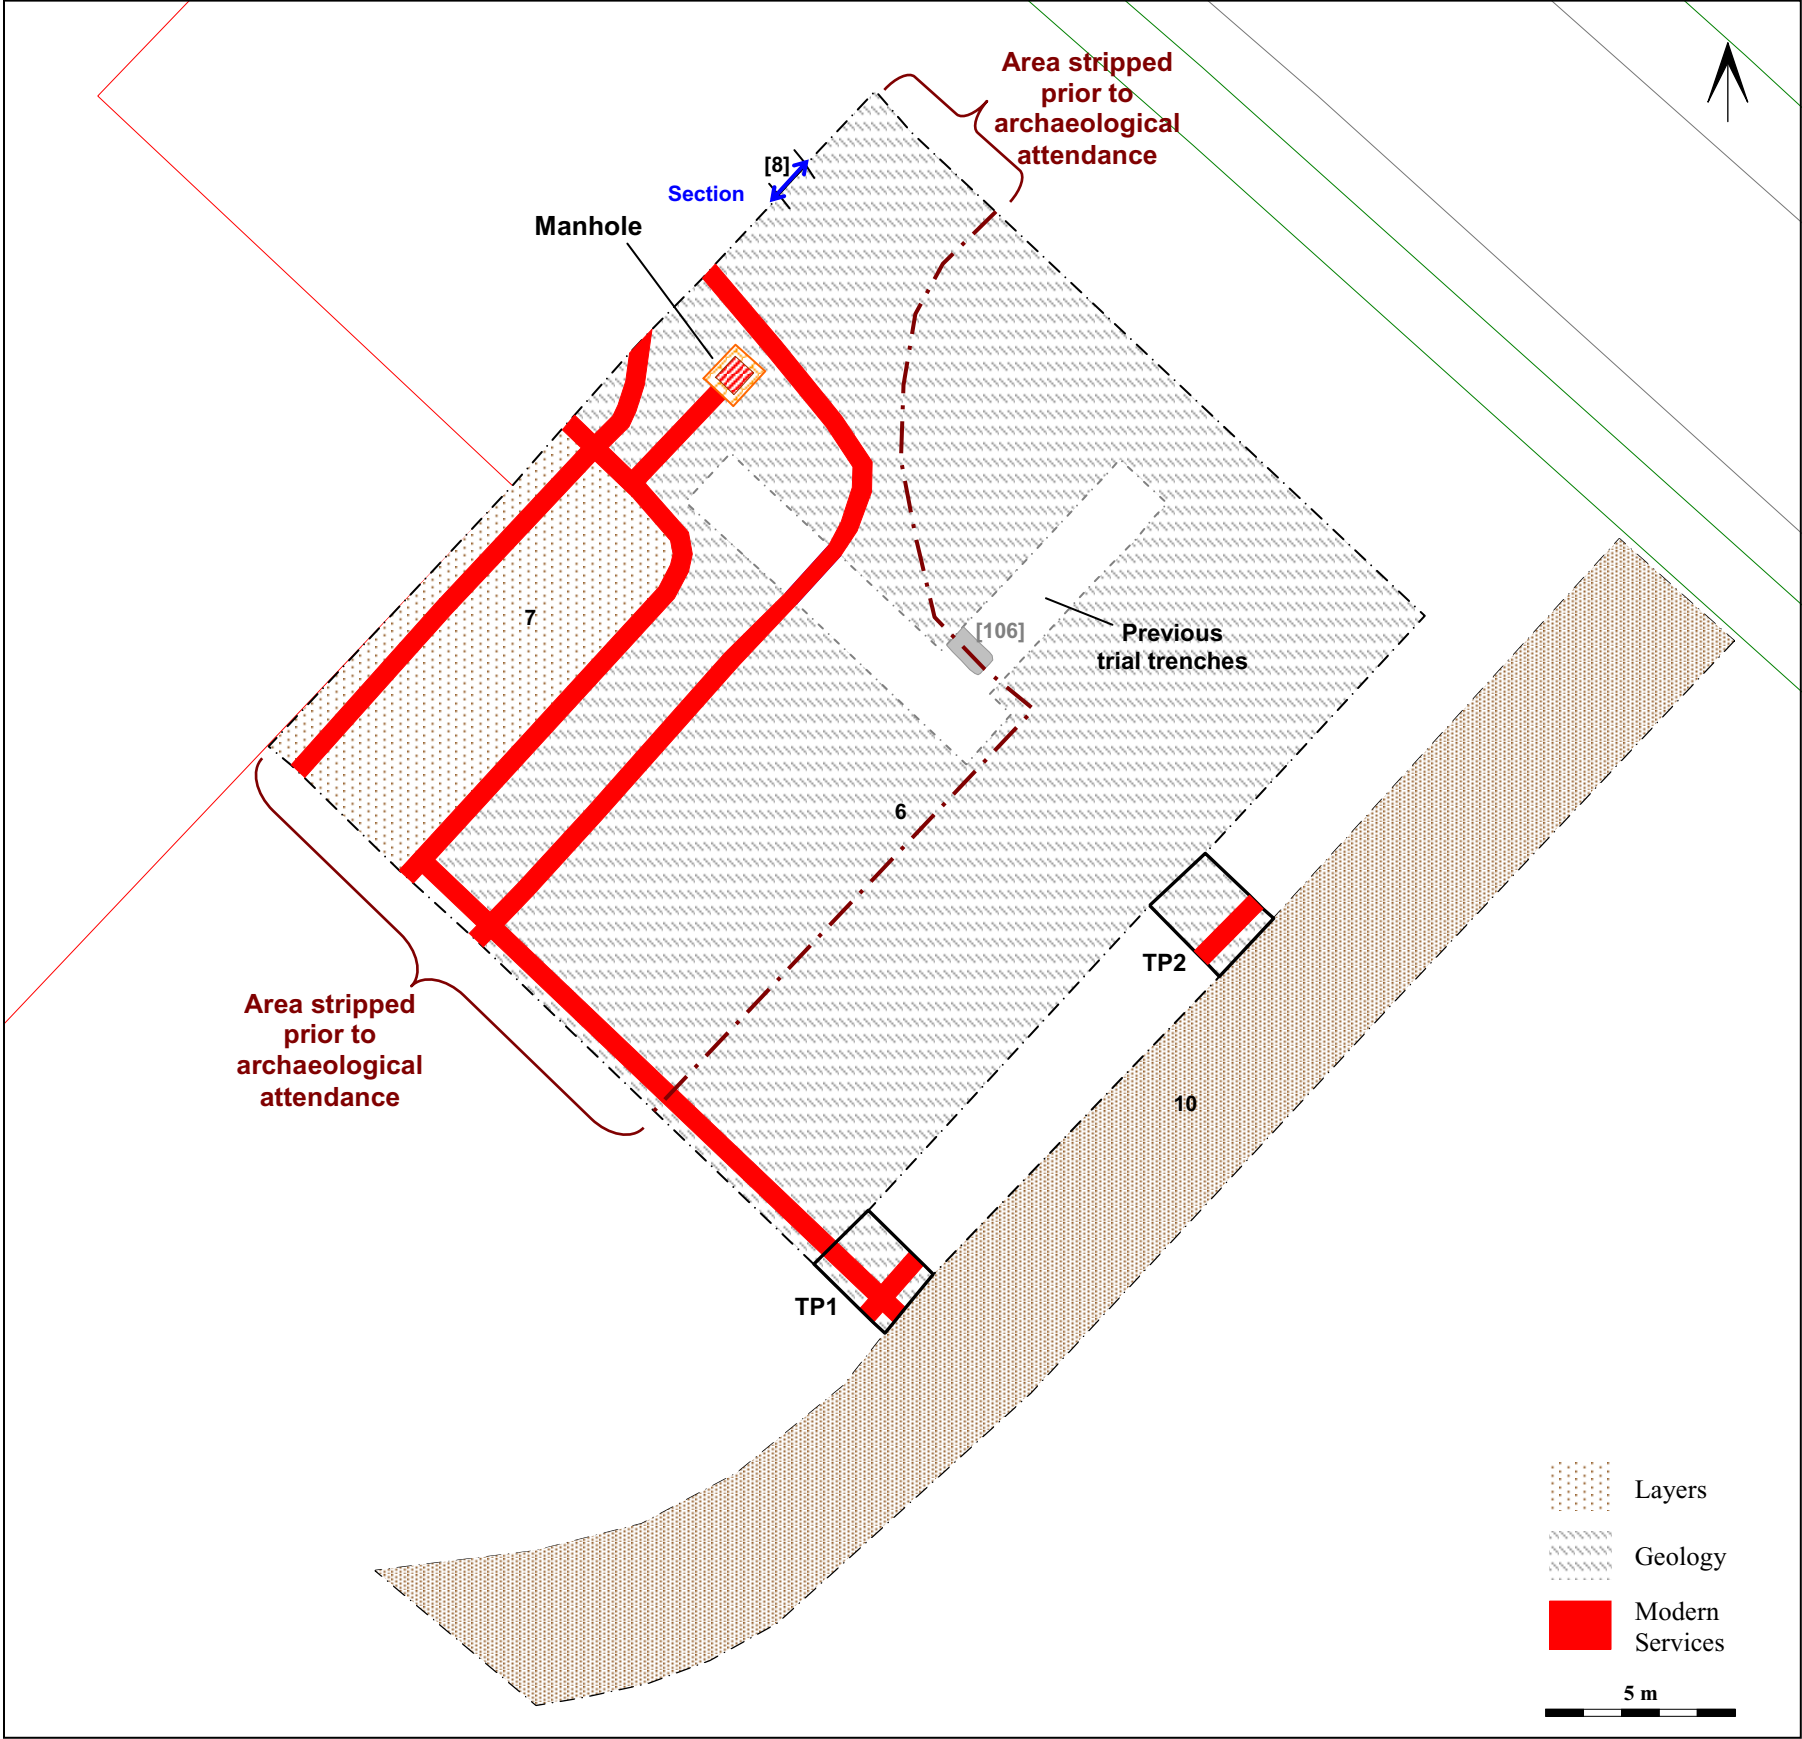 Area stripped
prior to
archaeological
attendance
[8]
Section
Manhole
7
[106]
Previous
trial trenches
6
TP2
Area stripped
prior to
archaeological
attendance
10
TP1
Layers
Geology
Modern
Services
5 m